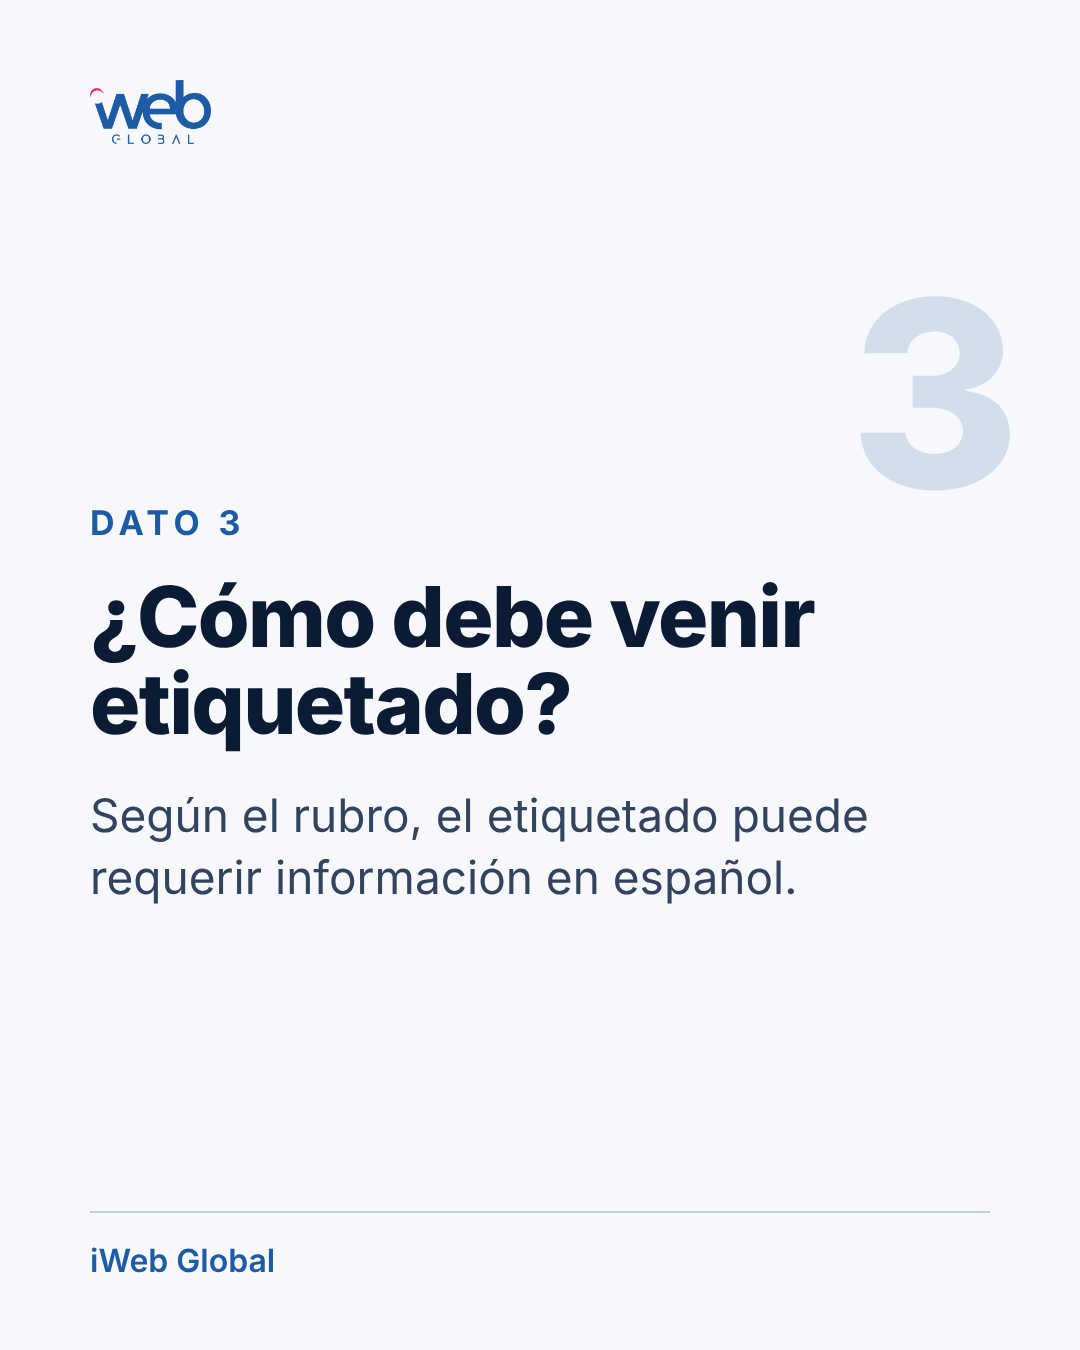 iweb
GLOBAL
3
DATO 3
¿Cómo debe venir
etiquetado?
Según el rubro, el etiquetado puede
requerir información en español.
iWeb Global